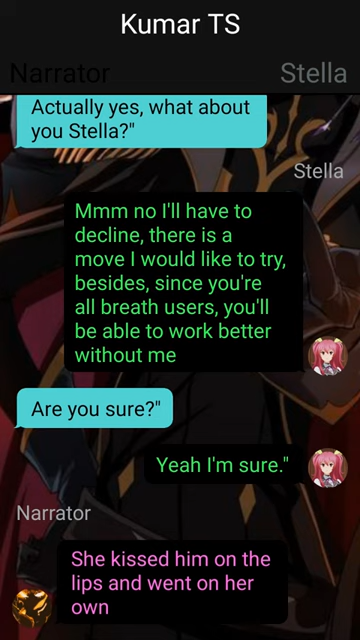 Kumar TS
Narrator
Stella
Actually yes, what about
you Stella?"
Stella
Mmm no I'll have to
decline, there is a
move I would like to try,
besides, since you're
all breath users, you'll
be able to work better
without me
Are you sure?"
Yeah I'm sure."
Narrator
She kissed him on the
lips and went on her
own